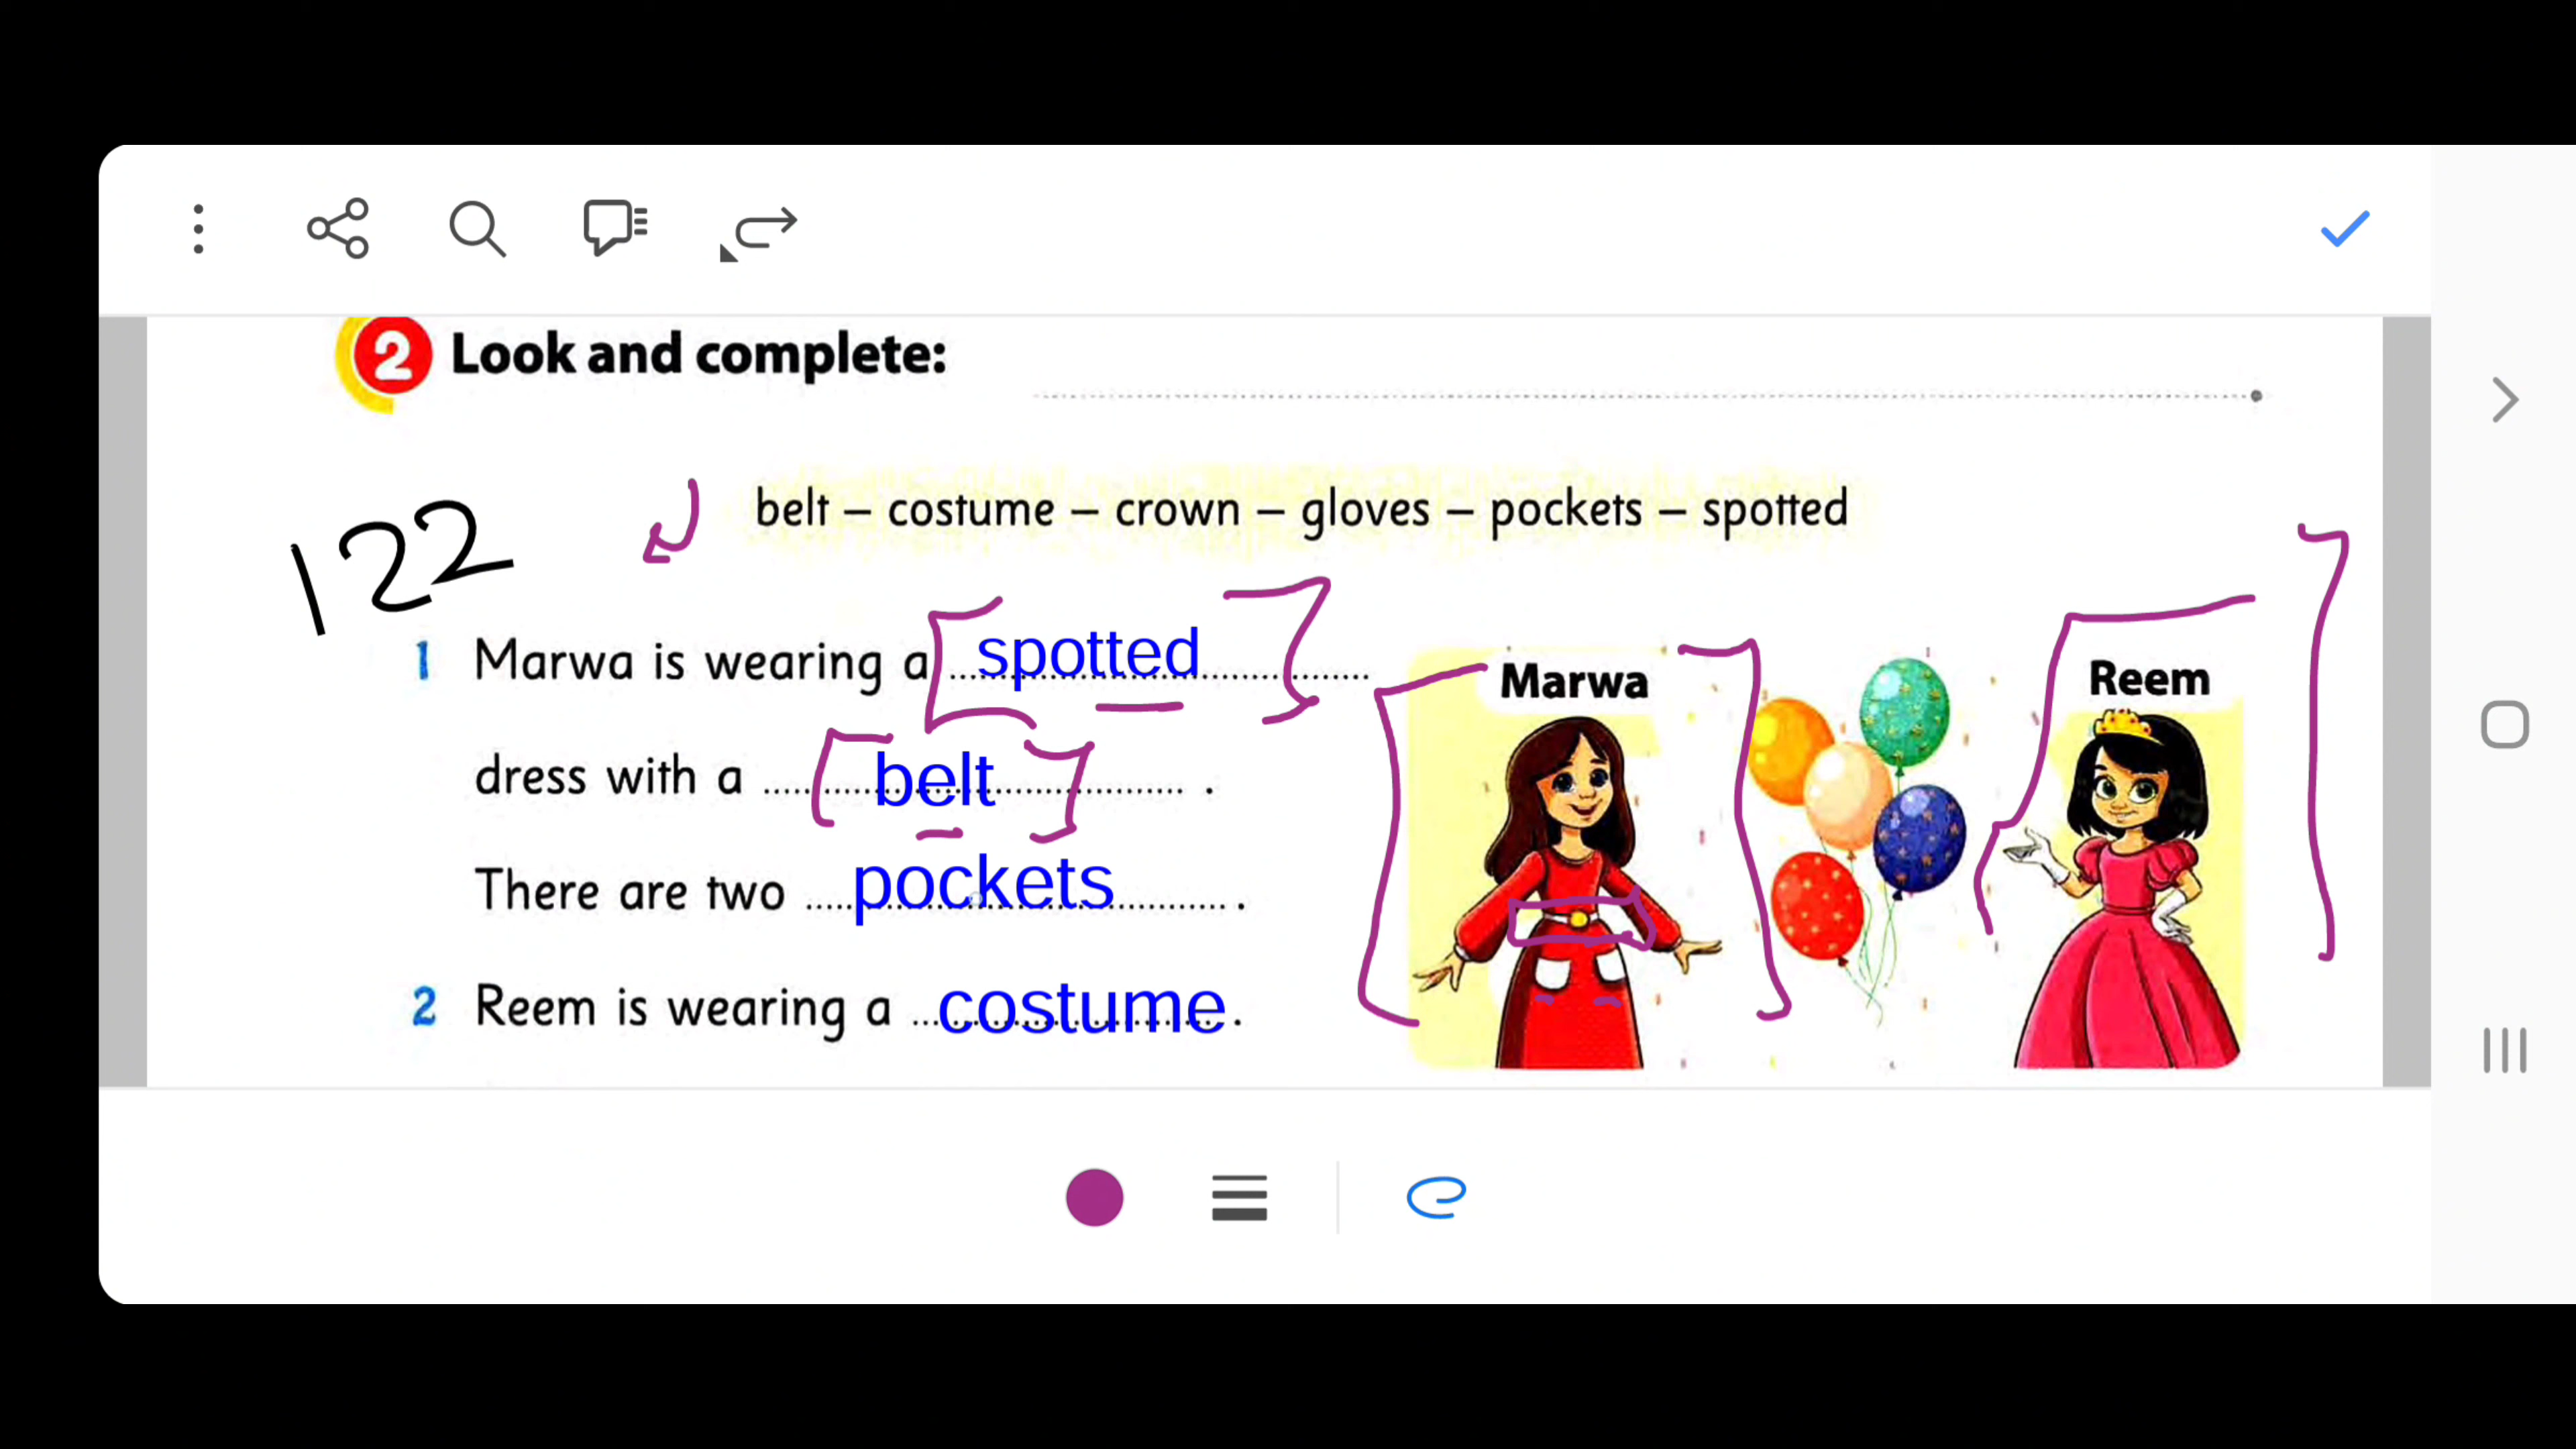 2 Look and complete:
belt – costume – crown – gloves – pockets – spotted
122
1 Marwa is wearing a spotted
dress with a belt .
There are two pockets .
2 Reem is wearing a costume .
Marwa
Reem